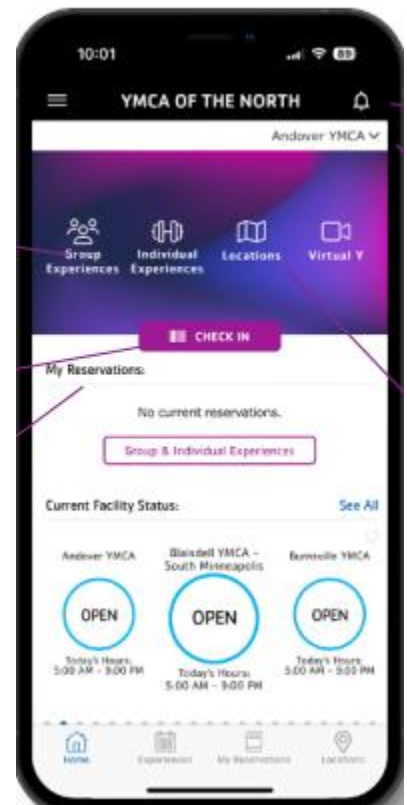 10:01
89
YMCA OF THE NORTH
Andover YMCA
Group Experiences
Individual Experiences
Locations
Virtual Y
CHECK IN
My Reservations:
No current reservations.
Group & Individual Experiences
Current Facility Status:
See All
Andover YMCA
OPEN
Today's Hours:
5:00 AM - 9:00 PM
Blaisdell YMCA -
South Minneapolis
OPEN
Today's Hours:
5:00 AM - 9:00 PM
Burnsville YMCA
OPEN
Today's Hours:
5:00 AM - 9:00 PM
Home
Experiences
My Reservations
Locations